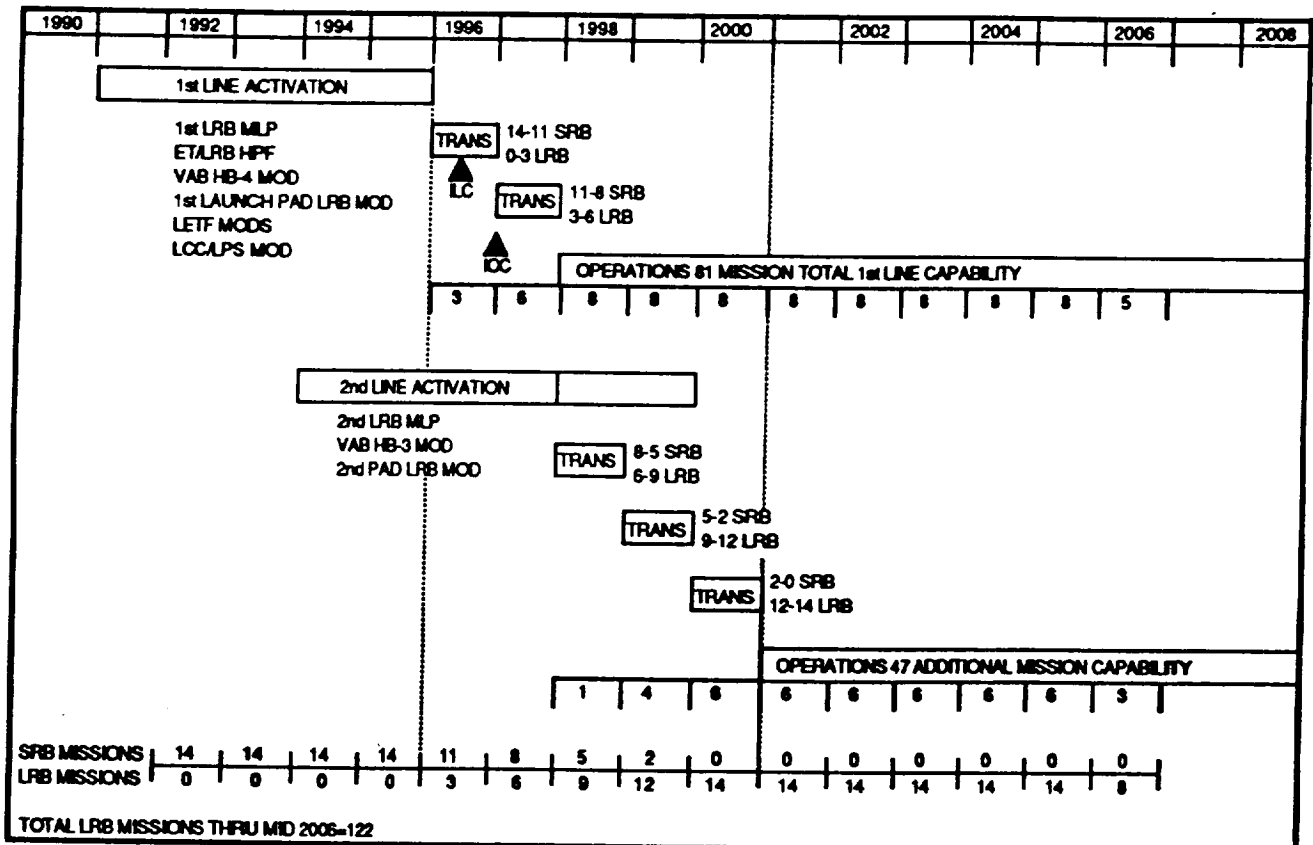 1990 1992 1994 1996 1998 2000 2002 2004 2006 2008
1st LINE ACTIVATION
1st LRB MLP
ET/LRB HPF
VAB HB-4 MOD
1st LAUNCH PAD LRB MOD
LETF MODS
LCC/LPS MOD
TRANS
14-11 SRB
0-3 LRB
ILC
TRANS
11-8 SRB
3-6 LRB
IOC
OPERATIONS 81 MISSION TOTAL 1st LINE CAPABILITY
3 6 8 8 8 8 8 8 8 8 5
2nd LINE ACTIVATION
2nd LRB MLP
VAB HB-3 MOD
2nd PAD LRB MOD
TRANS
8-5 SRB
6-9 LRB
TRANS
5-2 SRB
9-12 LRB
TRANS
2-0 SRB
12-14 LRB
OPERATIONS 47 ADDITIONAL MISSION CAPABILITY
1 4 6 6 6 6 6 6 3
SRB MISSIONS 14 14 14 14 11 8 5 2 0 0 0 0 0 0 0
LRB MISSIONS 0 0 0 0 3 6 9 12 14 14 14 14 14 14 8
TOTAL LRB MISSIONS THRU MID 2006=122